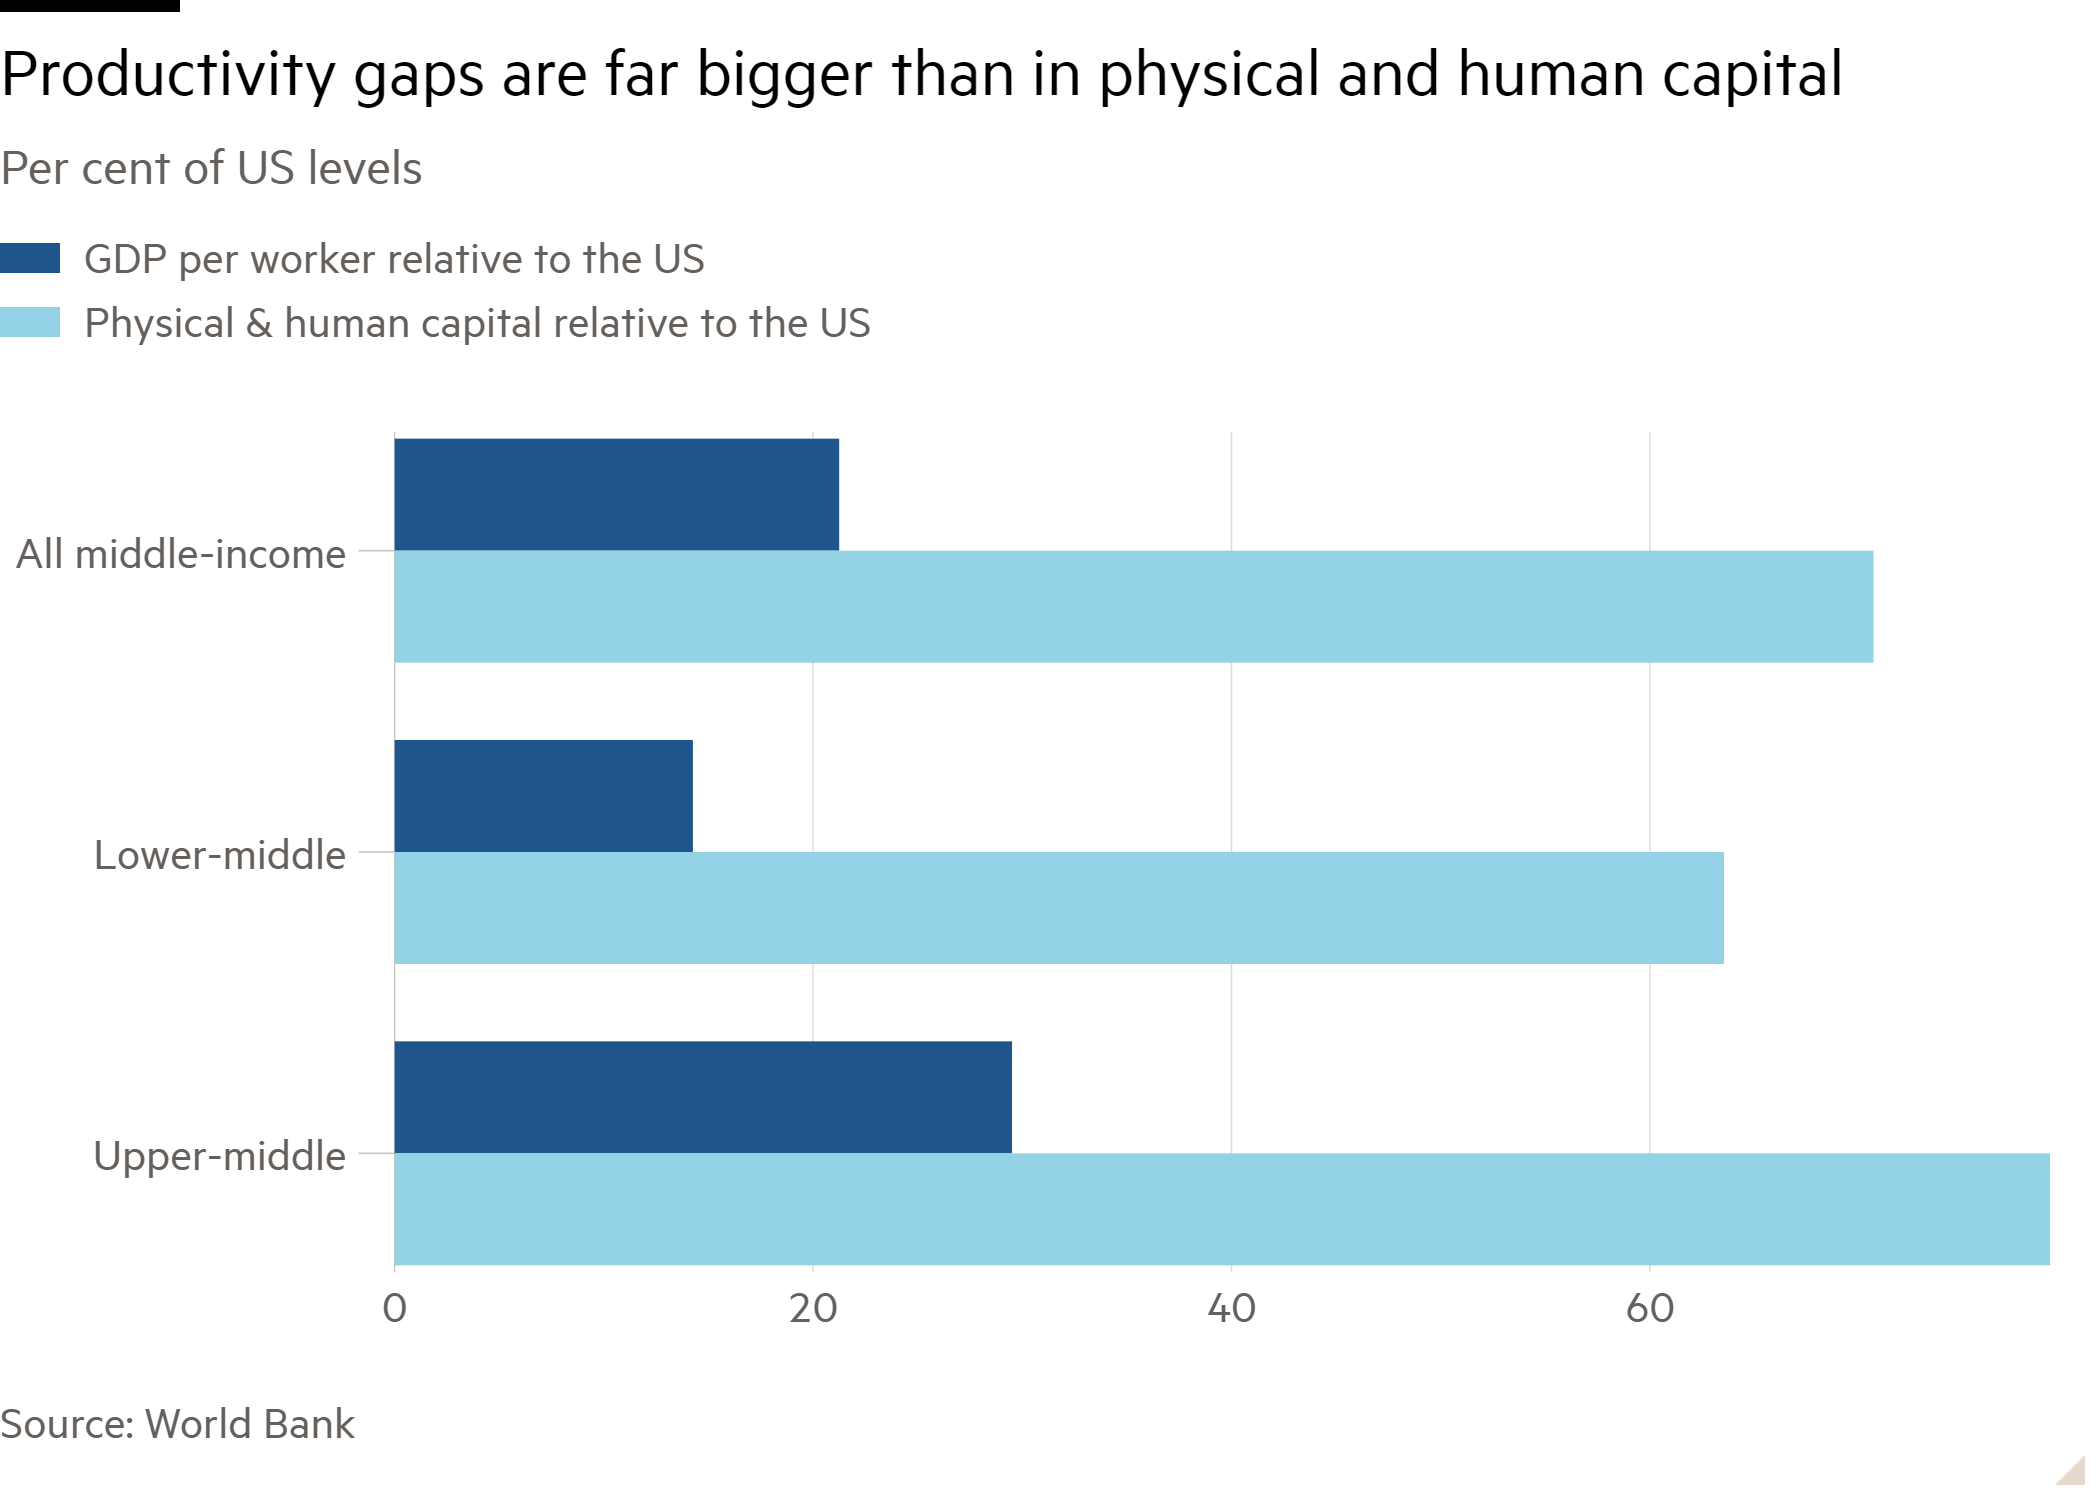 Productivity gaps are far bigger than in physical and human capital
Per cent of US levels
GDP per worker relative to the US
Physical & human capital relative to the US
All middle-income
Lower-middle
Upper-middle
0 20 40 60
Source: World Bank